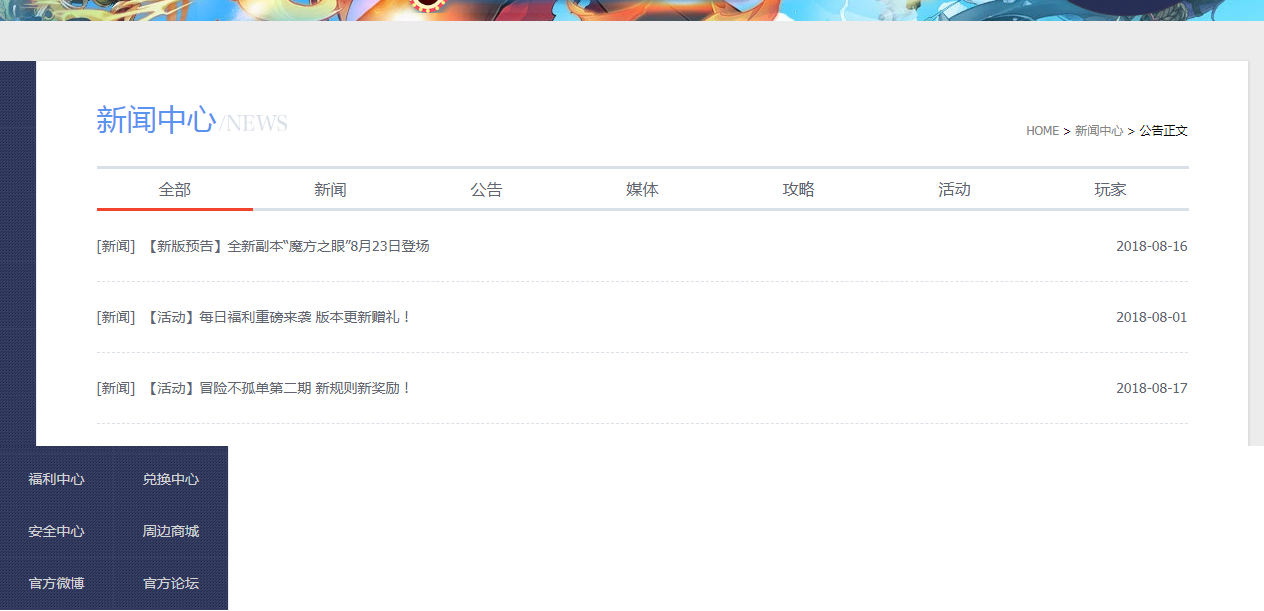 新闻中心/NEWS
HOME > 新闻中心 > 公告正文
全部 新闻 公告 媒体 攻略 活动 玩家
[新闻] 【新版预告】全新副本“魔方之眼”8月23日登场 2018-08-16
[新闻] 【活动】每日福利重磅来袭 版本更新赠礼！ 2018-08-01
[新闻] 【活动】冒险不孤单第二期 新规则新奖励！ 2018-08-17
福利中心 兑换中心
安全中心 周边商城
官方微博 官方论坛